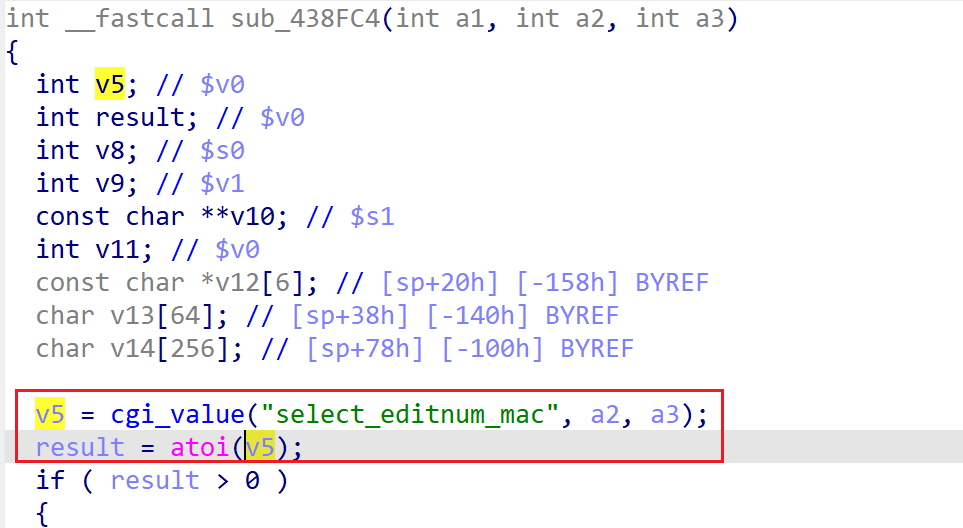 int __fastcall sub_438FC4(int a1, int a2, int a3)
{
int v5; // $v0
int result; // $v0
int v8; // $s0
int v9; // $v1
const char **v10; // $s1
int v11; // $v0
const char *v12[6]; // [sp+20h] [-158h] BYREF
char v13[64]; // [sp+38h] [-140h] BYREF
char v14[256]; // [sp+78h] [-100h] BYREF
v5 = cgi_value("select_editnum_mac", a2, a3);
result = atoi(v5);
if ( result > 0 )
{